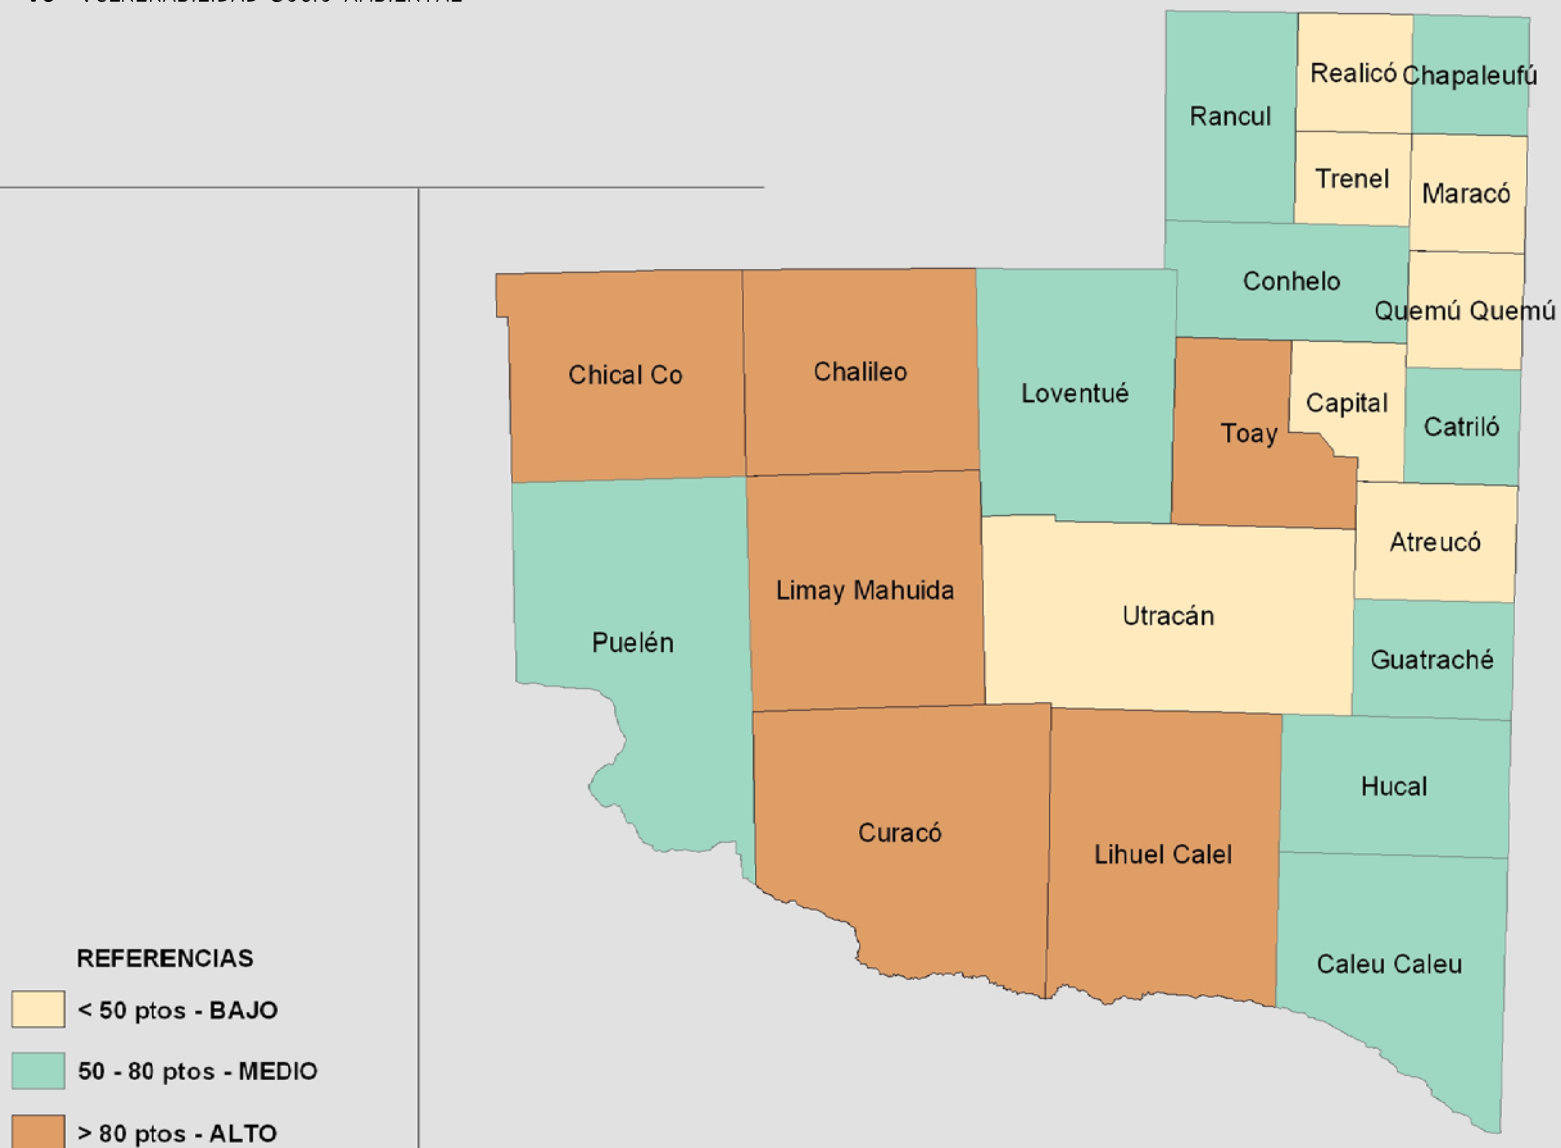 Realicó
Chapaleufú
Rancul
Trenel
Maracó
Conhelo
Quemú Quemú
Chical Co
Chalileo
Loventué
Capital
Toay
Catriló
Atreucó
Limay Mahuida
Utracán
Puelén
Guatraché
Hucal
Curacó
Lihuel Calel
Caleu Caleu
REFERENCIAS
< 50 ptos - BAJO
50 - 80 ptos - MEDIO
> 80 ptos - ALTO